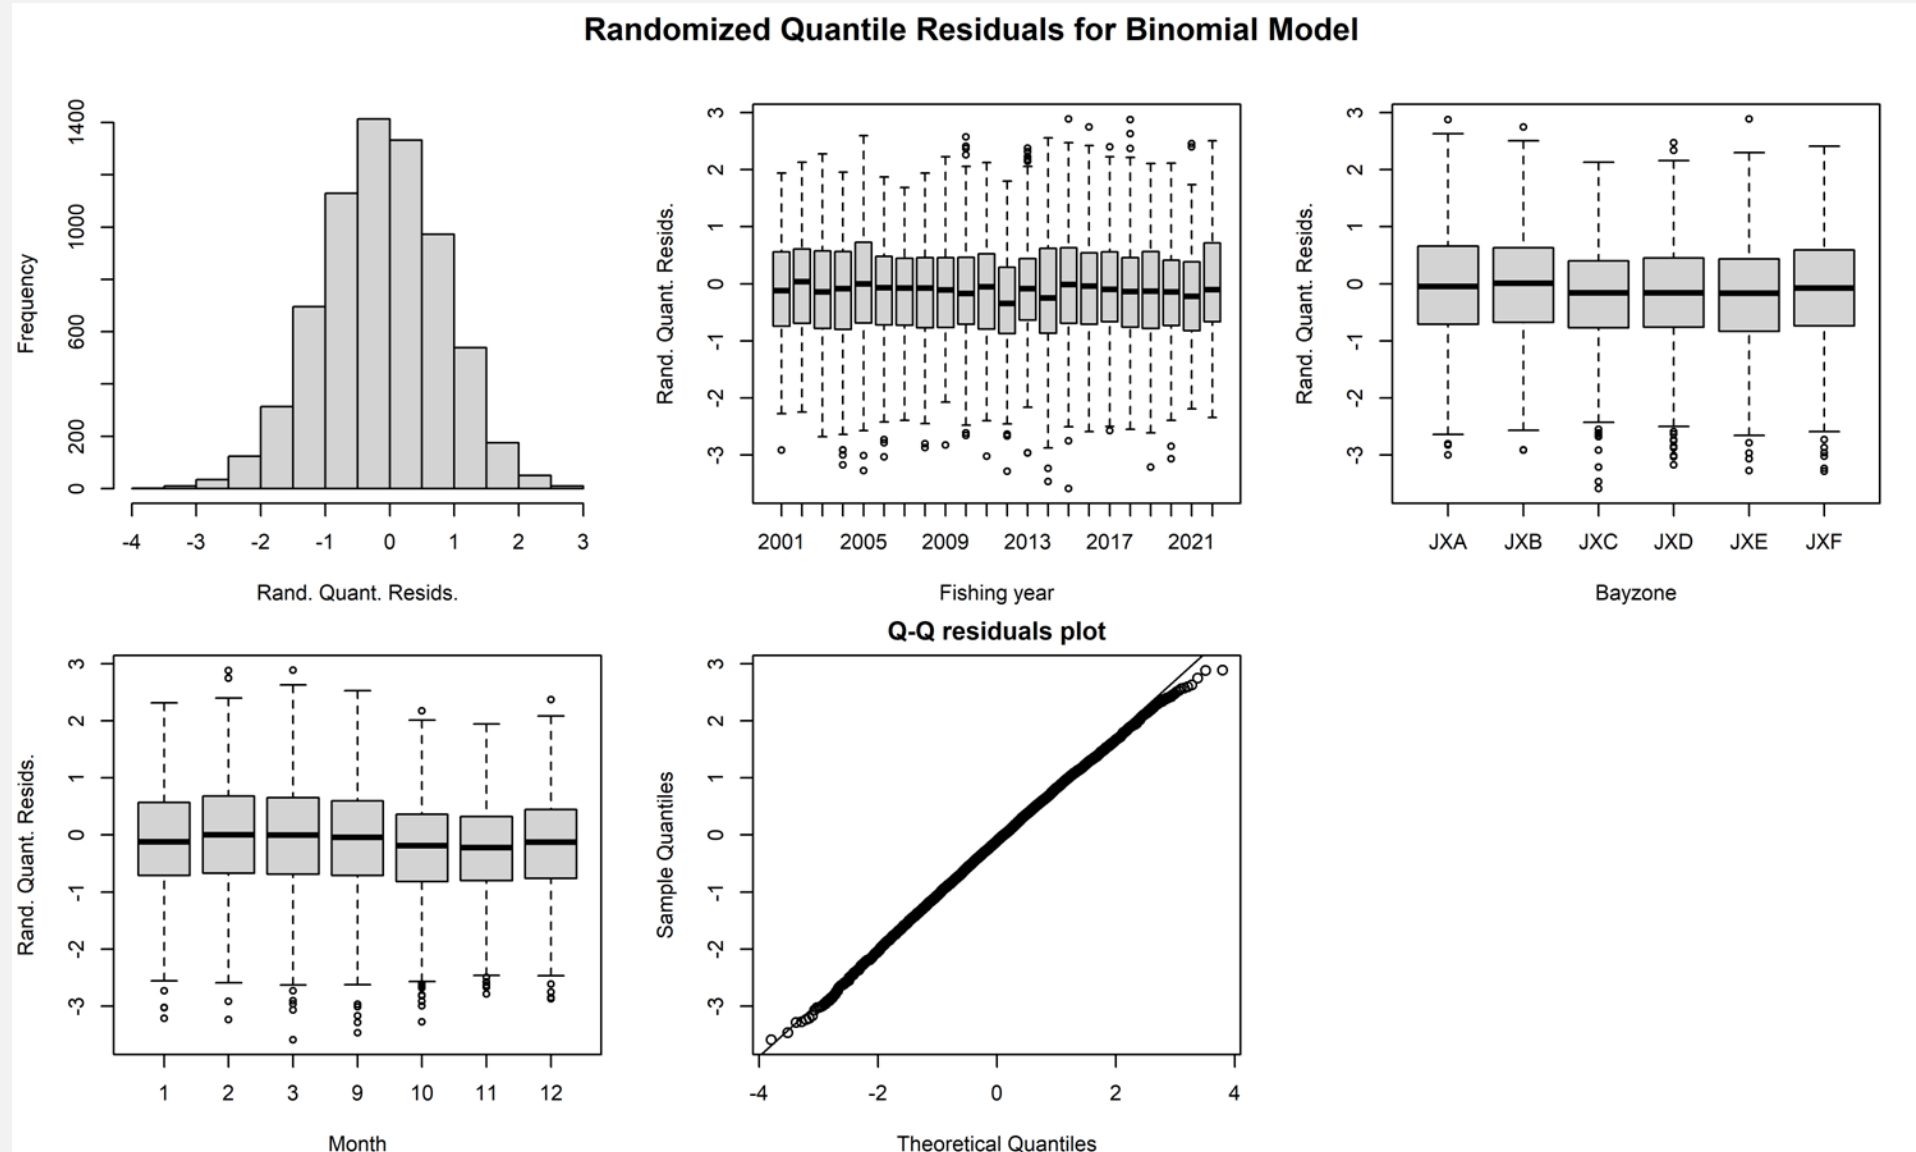 Randomized Quantile Residuals for Binomial Model
Frequency
1400
1000
600
200
0
-4 -3 -2 -1 0 1 2 3
Rand. Quant. Resids.
Rand. Quant. Resids.
3
2
1
0
-1
-2
-3
2001 2005 2009 2013 2017 2021
Fishing year
Rand. Quant. Resids.
3
2
1
0
-1
-2
-3
JXA JXB JXC JXD JXE JXF
Bayzone
Rand. Quant. Resids.
3
2
1
0
-1
-2
-3
1 2 3 9 10 11 12
Month
Q-Q residuals plot
Sample Quantiles
3
2
1
0
-1
-2
-3
-4 -2 0 2 4
Theoretical Quantiles